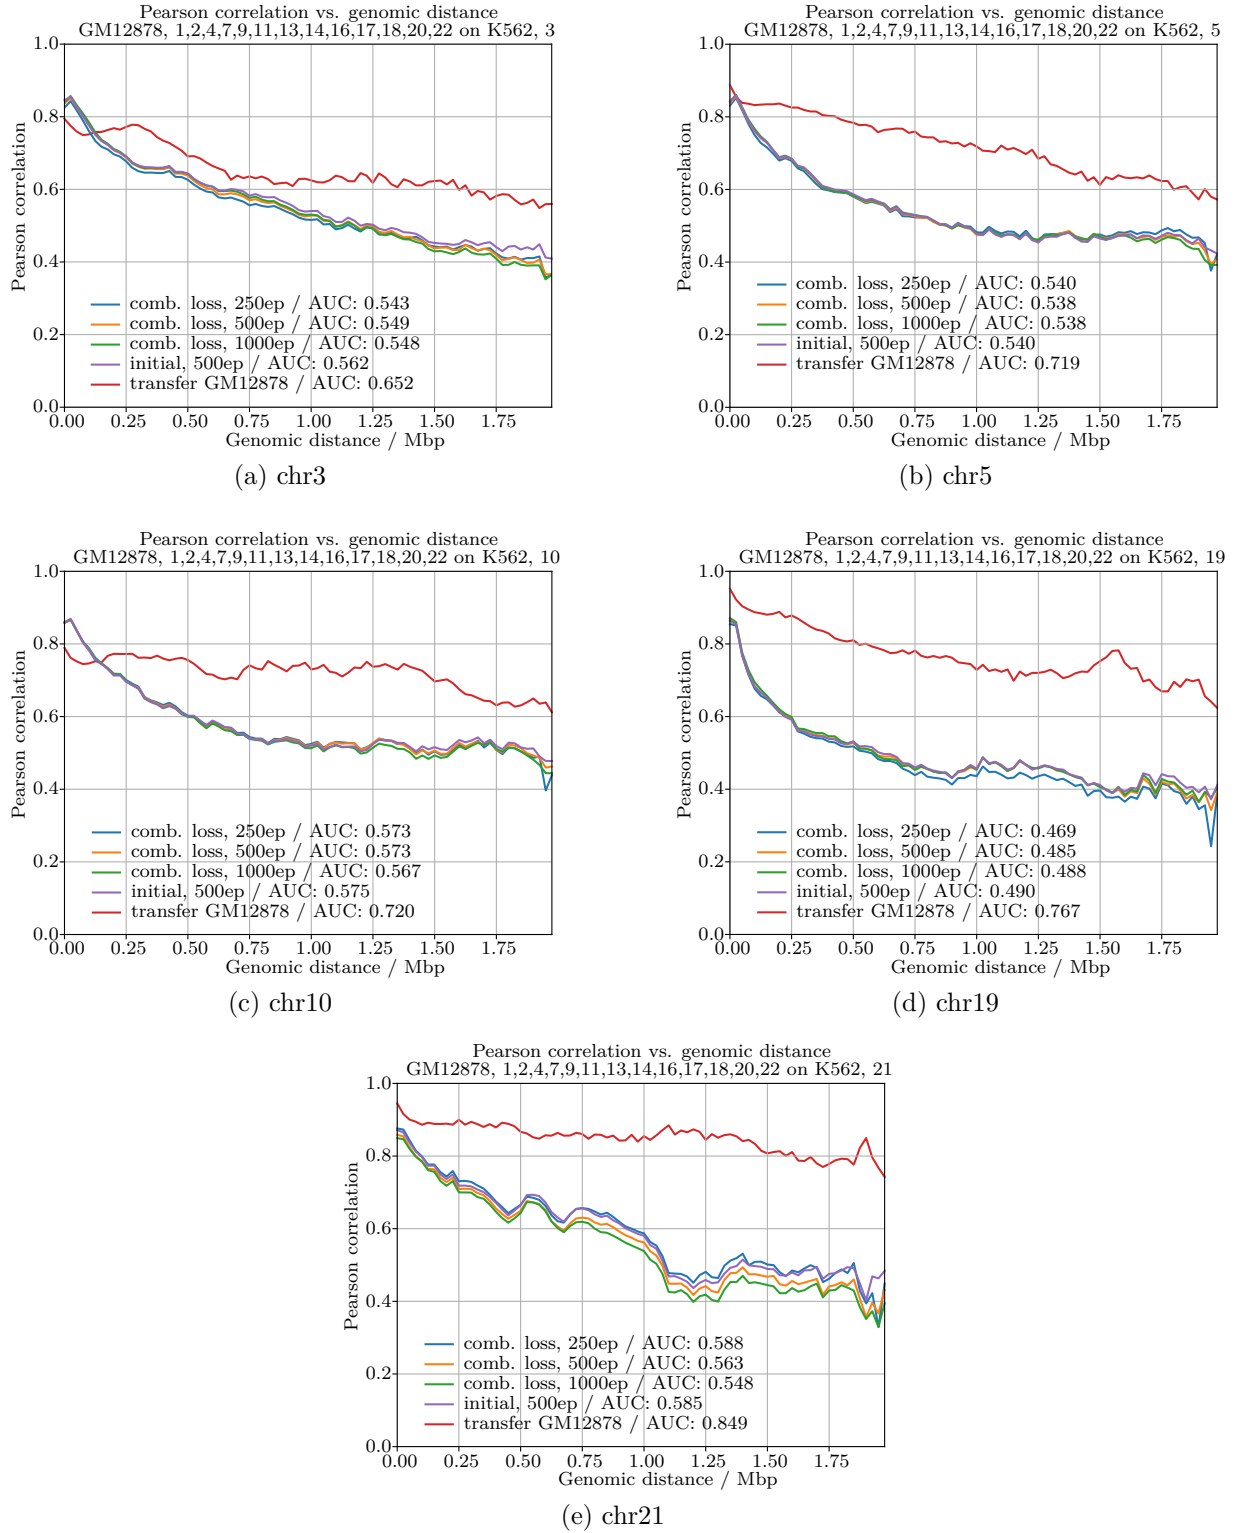 Pearson correlation vs. genomic distance
GM12878, 1,2,4,7,9,11,13,14,16,17,18,20,22 on K562, 3
1.0
0.8
0.6
0.4
0.2
0.0
Pearson correlation
comb. loss, 250ep / AUC: 0.543
comb. loss, 500ep / AUC: 0.549
comb. loss, 1000ep / AUC: 0.548
initial, 500ep / AUC: 0.562
transfer GM12878 / AUC: 0.652
0.00 0.25 0.50 0.75 1.00 1.25 1.50 1.75
Genomic distance / Mbp
(a) chr3
Pearson correlation vs. genomic distance
GM12878, 1,2,4,7,9,11,13,14,16,17,18,20,22 on K562, 5
1.0
0.8
0.6
0.4
0.2
0.0
Pearson correlation
comb. loss, 250ep / AUC: 0.540
comb. loss, 500ep / AUC: 0.538
comb. loss, 1000ep / AUC: 0.538
initial, 500ep / AUC: 0.540
transfer GM12878 / AUC: 0.719
0.00 0.25 0.50 0.75 1.00 1.25 1.50 1.75
Genomic distance / Mbp
(b) chr5
Pearson correlation vs. genomic distance
GM12878, 1,2,4,7,9,11,13,14,16,17,18,20,22 on K562, 10
1.0
0.8
0.6
0.4
0.2
0.0
Pearson correlation
comb. loss, 250ep / AUC: 0.573
comb. loss, 500ep / AUC: 0.573
comb. loss, 1000ep / AUC: 0.567
initial, 500ep / AUC: 0.575
transfer GM12878 / AUC: 0.720
0.00 0.25 0.50 0.75 1.00 1.25 1.50 1.75
Genomic distance / Mbp
(c) chr10
Pearson correlation vs. genomic distance
GM12878, 1,2,4,7,9,11,13,14,16,17,18,20,22 on K562, 19
1.0
0.8
0.6
0.4
0.2
0.0
Pearson correlation
comb. loss, 250ep / AUC: 0.469
comb. loss, 500ep / AUC: 0.485
comb. loss, 1000ep / AUC: 0.488
initial, 500ep / AUC: 0.490
transfer GM12878 / AUC: 0.767
0.00 0.25 0.50 0.75 1.00 1.25 1.50 1.75
Genomic distance / Mbp
(d) chr19
Pearson correlation vs. genomic distance
GM12878, 1,2,4,7,9,11,13,14,16,17,18,20,22 on K562, 21
1.0
0.8
0.6
0.4
0.2
0.0
Pearson correlation
comb. loss, 250ep / AUC: 0.588
comb. loss, 500ep / AUC: 0.563
comb. loss, 1000ep / AUC: 0.548
initial, 500ep / AUC: 0.585
transfer GM12878 / AUC: 0.849
0.00 0.25 0.50 0.75 1.00 1.25 1.50 1.75
Genomic distance / Mbp
(e) chr21